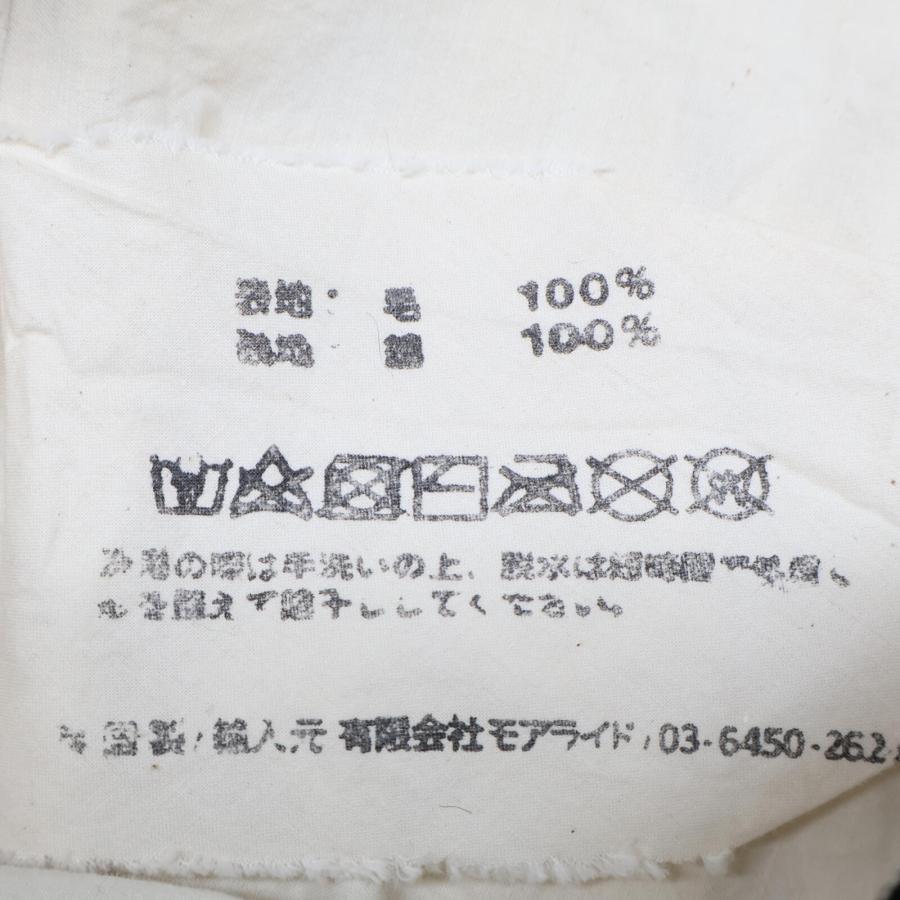 表地: 毛 100%
裏地 綿 100%
洗濯の際は手洗いの上、脱水は短時間で
を整えて陰干ししてください
国製/輸入元 有限会社モアライド/03-6450-262